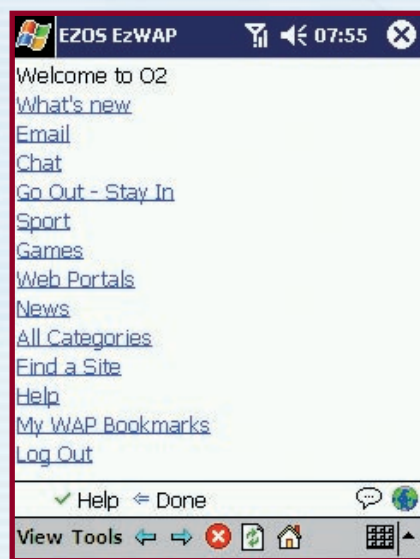 EZOS EzWAP 07:55
Welcome to O2
What's new
Email
Chat
Go Out - Stay In
Sport
Games
Web Portals
News
All Categories
Find a Site
Help
My WAP Bookmarks
Log Out
Help Done
View Tools